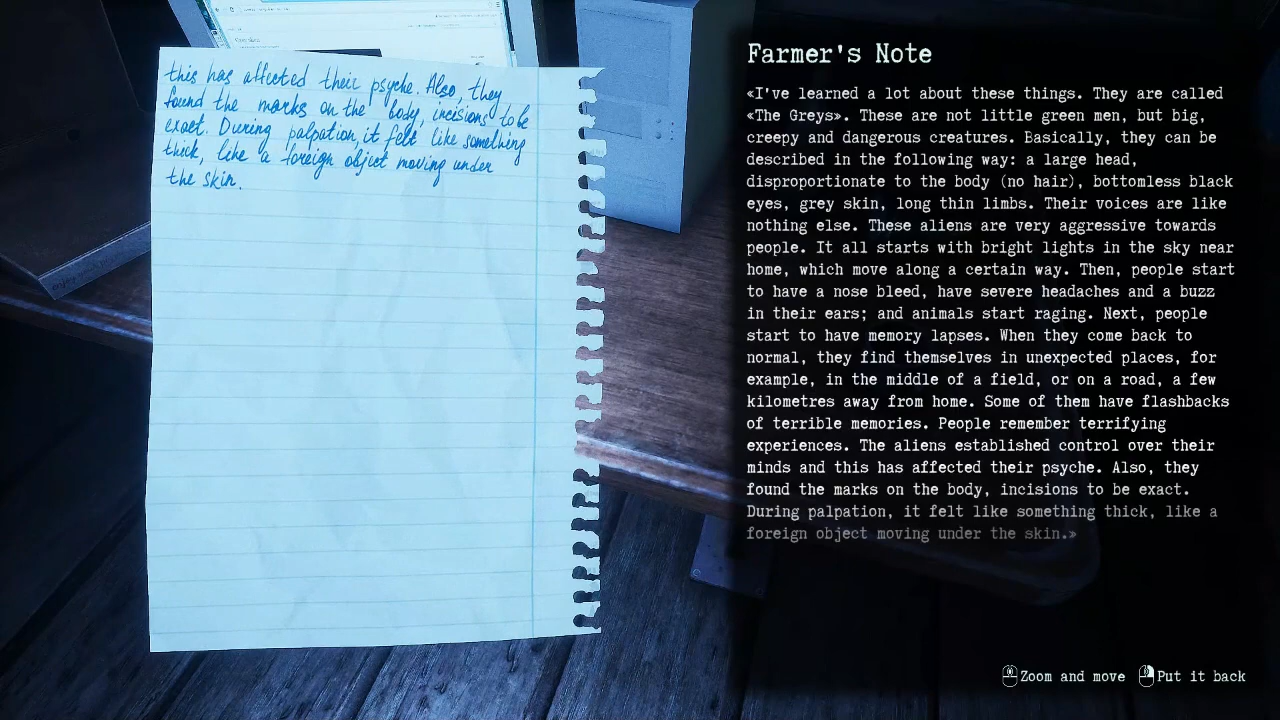 this has affected their psyche. Also, they
found the marks on the body, incisions to be
exact. During palpation, it felt like something
thick, like a foreign object moving under
the skin.
Farmer's Note
«I've learned a lot about these things. They are called
«The Greys». These are not little green men, but big,
creepy and dangerous creatures. Basically, they can be
described in the following way: a large head,
disproportionate to the body (no hair), bottomless black
eyes, grey skin, long thin limbs. Their voices are like
nothing else. These aliens are very aggressive towards
people. It all starts with bright lights in the sky near
home, which move along a certain way. Then, people start
to have a nose bleed, have severe headaches and a buzz
in their ears; and animals start raging. Next, people
start to have memory lapses. When they come back to
normal, they find themselves in unexpected places, for
example, in the middle of a field, or on a road, a few
kilometres away from home. Some of them have flashbacks
of terrible memories. People remember terrifying
experiences. The aliens established control over their
minds and this has affected their psyche. Also, they
found the marks on the body, incisions to be exact.
During palpation, it felt like something thick, like a
foreign object moving under the skin.»
Zoom and move
Put it back